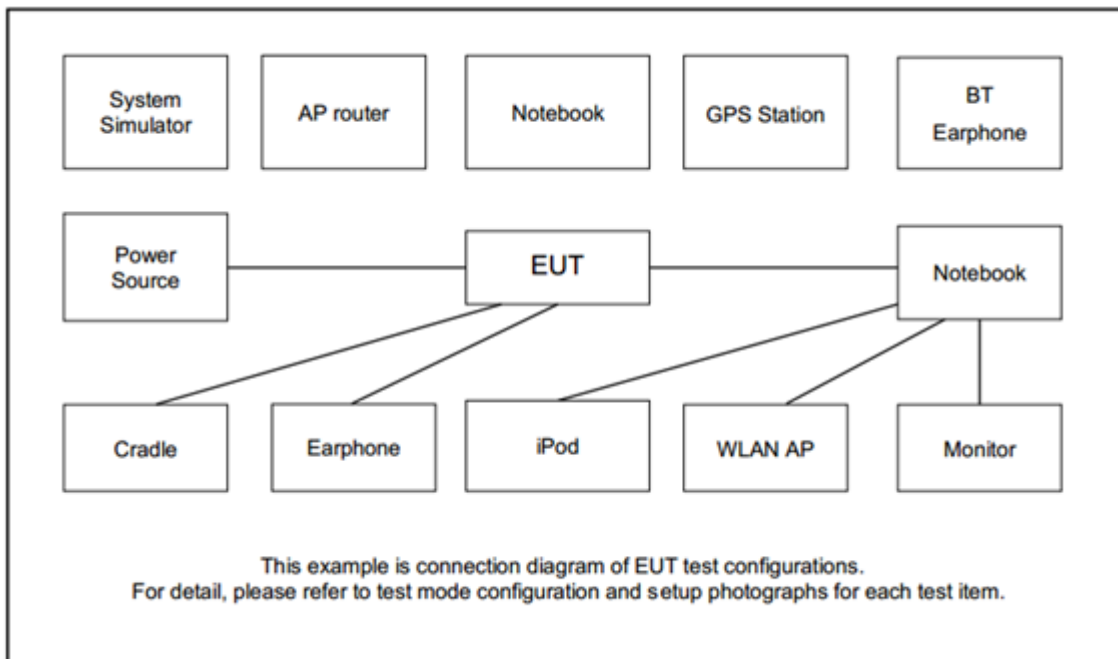 System
Simulator
AP router
Notebook
GPS Station
BT
Earphone
Power
Source
EUT
Notebook
Cradle
Earphone
iPod
WLAN AP
Monitor
This example is connection diagram of EUT test configurations.
For detail, please refer to test mode configuration and setup photographs for each test item.